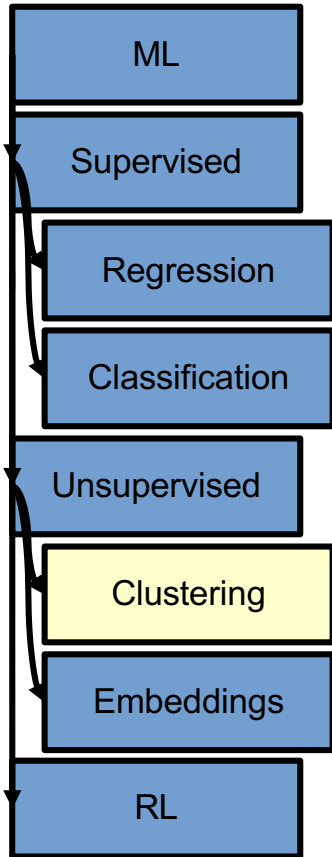 ML
Supervised
Regression
Classification
Unsupervised
Clustering
Embeddings
RL